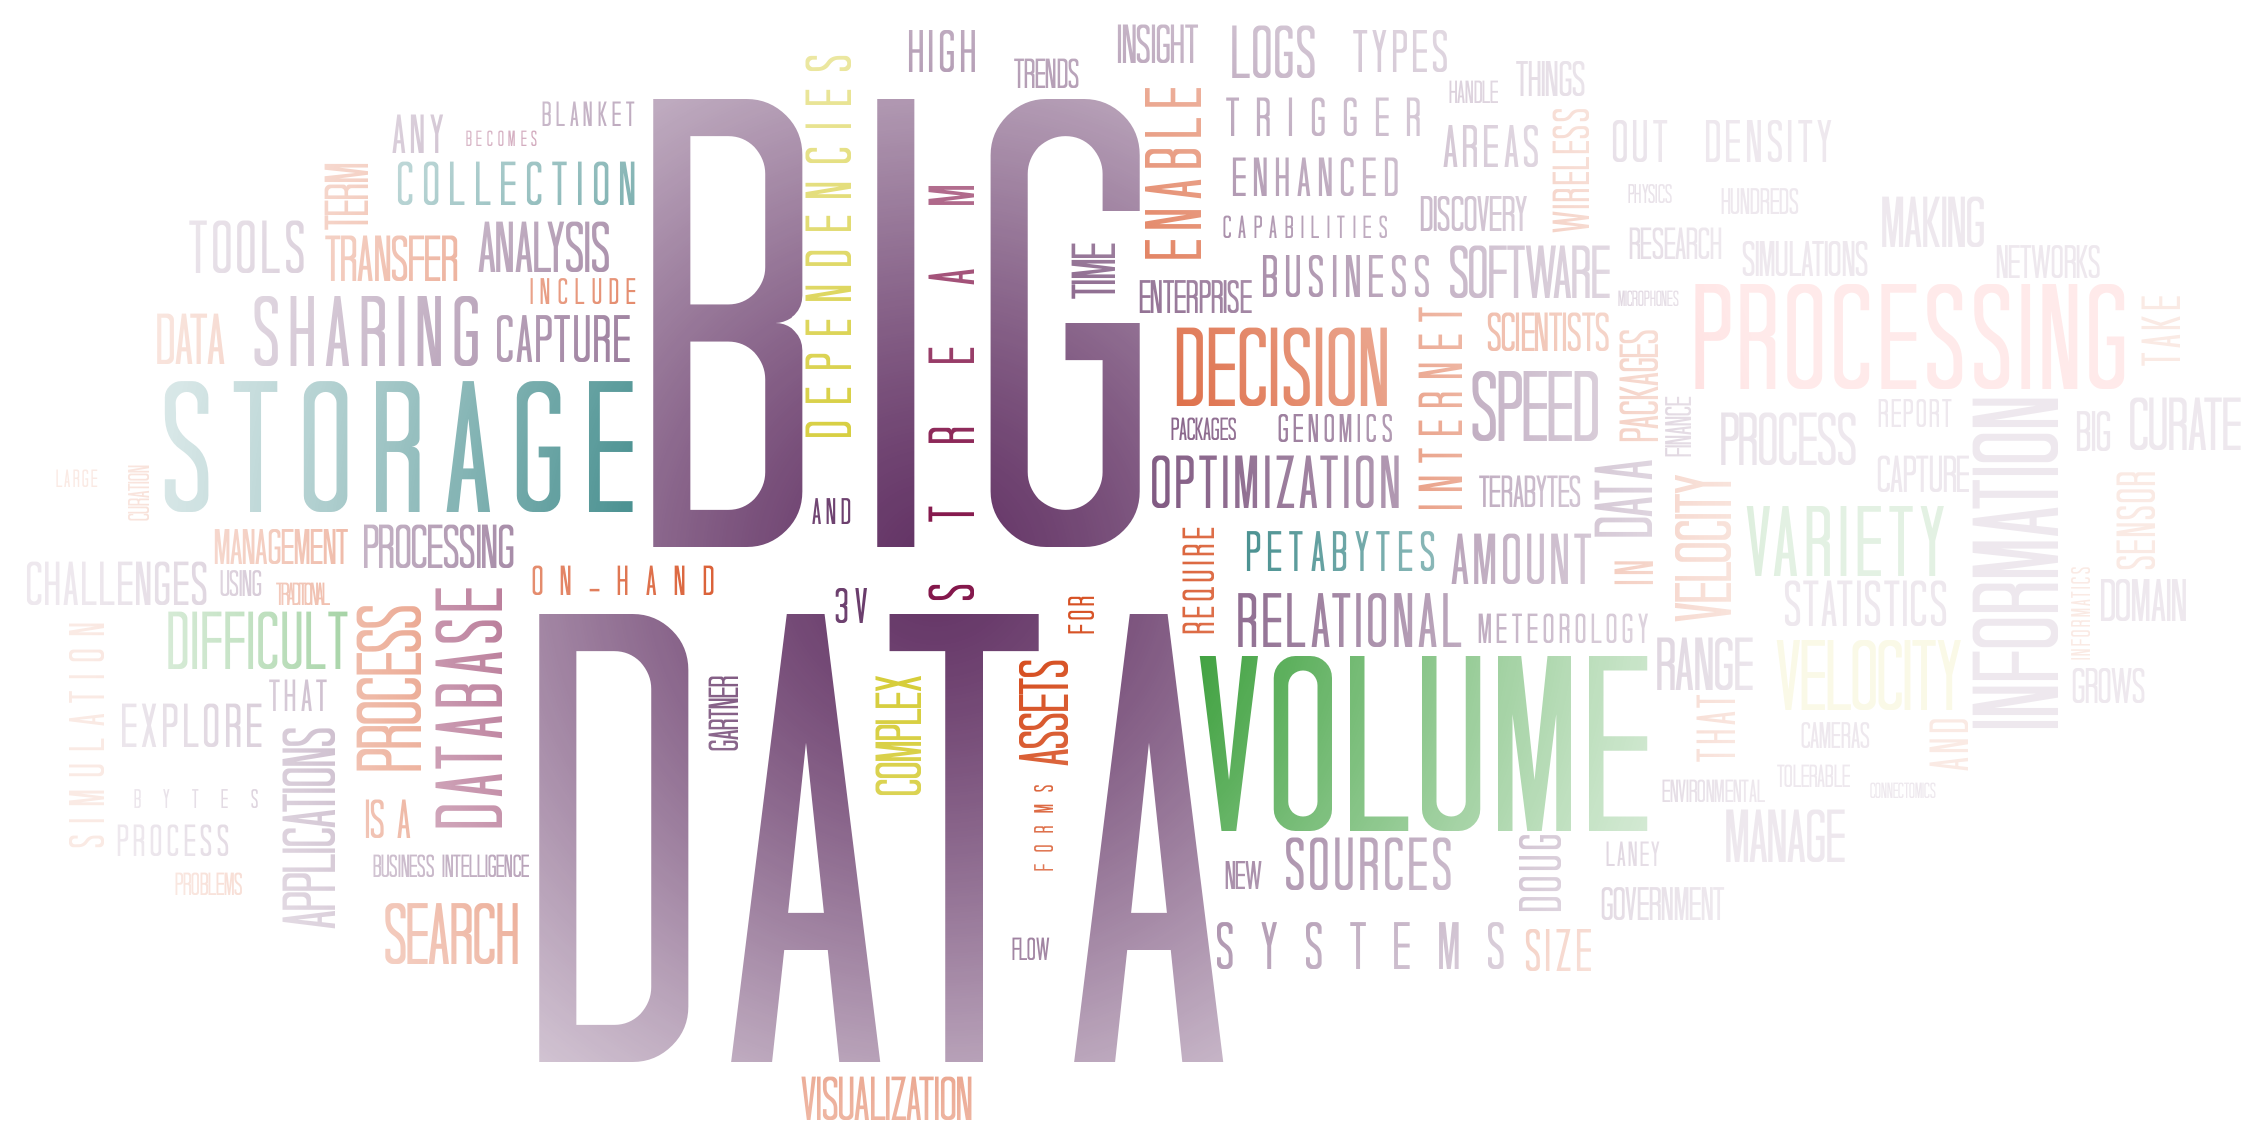 HIGH
TRENDS
INSIGHT
LOGS
TYPES
HANDLE
THINGS
BLANKET
ANY
BECOMES
COLLECTION
TERM
TOOLS
TRANSFER
ANALYSIS
INCLUDE
DATA
SHARING
CAPTURE
STORAGE
BIG
DEPENDENCIES
STREAM
TIME
AND
ENABLE
TRIGGER
ENHANCED
CAPABILITIES
AREAS
DISCOVERY
WIRELESS
OUT
DENSITY
PHYSICS
HUNDREDS
MAKING
RESEARCH
SIMULATIONS
NETWORKS
ENTERPRISE
BUSINESS
SOFTWARE
MICROPHONES
PROCESSING
TAKE
DECISION
INTERNET
SCIENTISTS
PACKAGES
PACKAGES
GENOMICS
SPEED
FINANCE
PROCESS
REPORT
BIG
CURATE
OPTIMIZATION
TERABYTES
DATA
CAPTURE
INFORMATION
SENSOR
VELOCITY
VARIETY
LARGE
CURATION
MANAGEMENT
PROCESSING
CHALLENGES
USING
TRADITIONAL
ON-HAND
DIFFICULT
PROCESS
DATABASE
3V
FOR
REQUIRE
PETABYTES
AMOUNT
IN
RELATIONAL
METEOROLOGY
STATISTICS
INFORMATICS
DOMAIN
SIMULATION
THAT
EXPLORE
APPLICATIONS
DATA
GARTNER
COMPLEX
ASSETS
FORMS
VOLUME
RANGE
VELOCITY
GROWS
THAT
CAMERAS
AND
TOLERABLE
ENVIRONMENTAL
CONNECTOMICS
BYTES
IS A
PROCESS
PROBLEMS
BUSINESS INTELLIGENCE
SEARCH
FLOW
NEW
SOURCES
DOUG
LANEY
MANAGE
GOVERNMENT
SYSTEMS
SIZE
VISUALIZATION